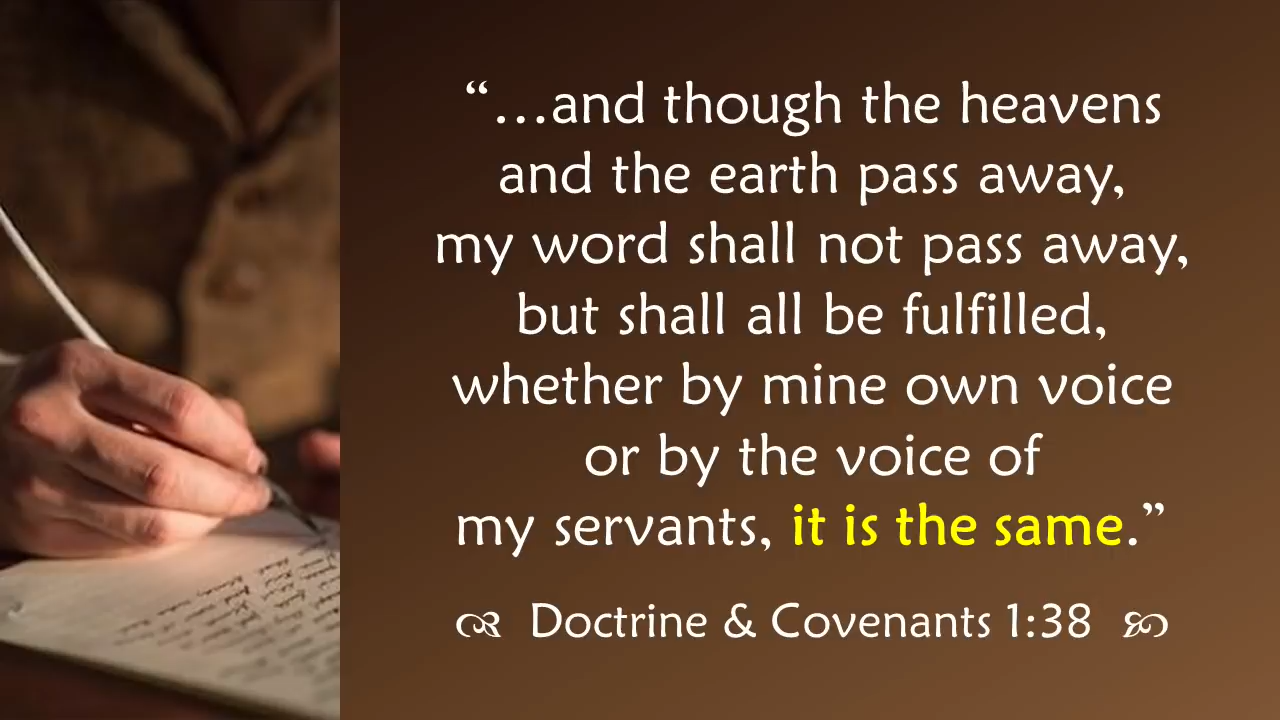 “…and though the heavens
and the earth pass away,
my word shall not pass away,
but shall all be fulfilled,
whether by mine own voice
or by the voice of
my servants, it is the same.”
Doctrine & Covenants 1:38